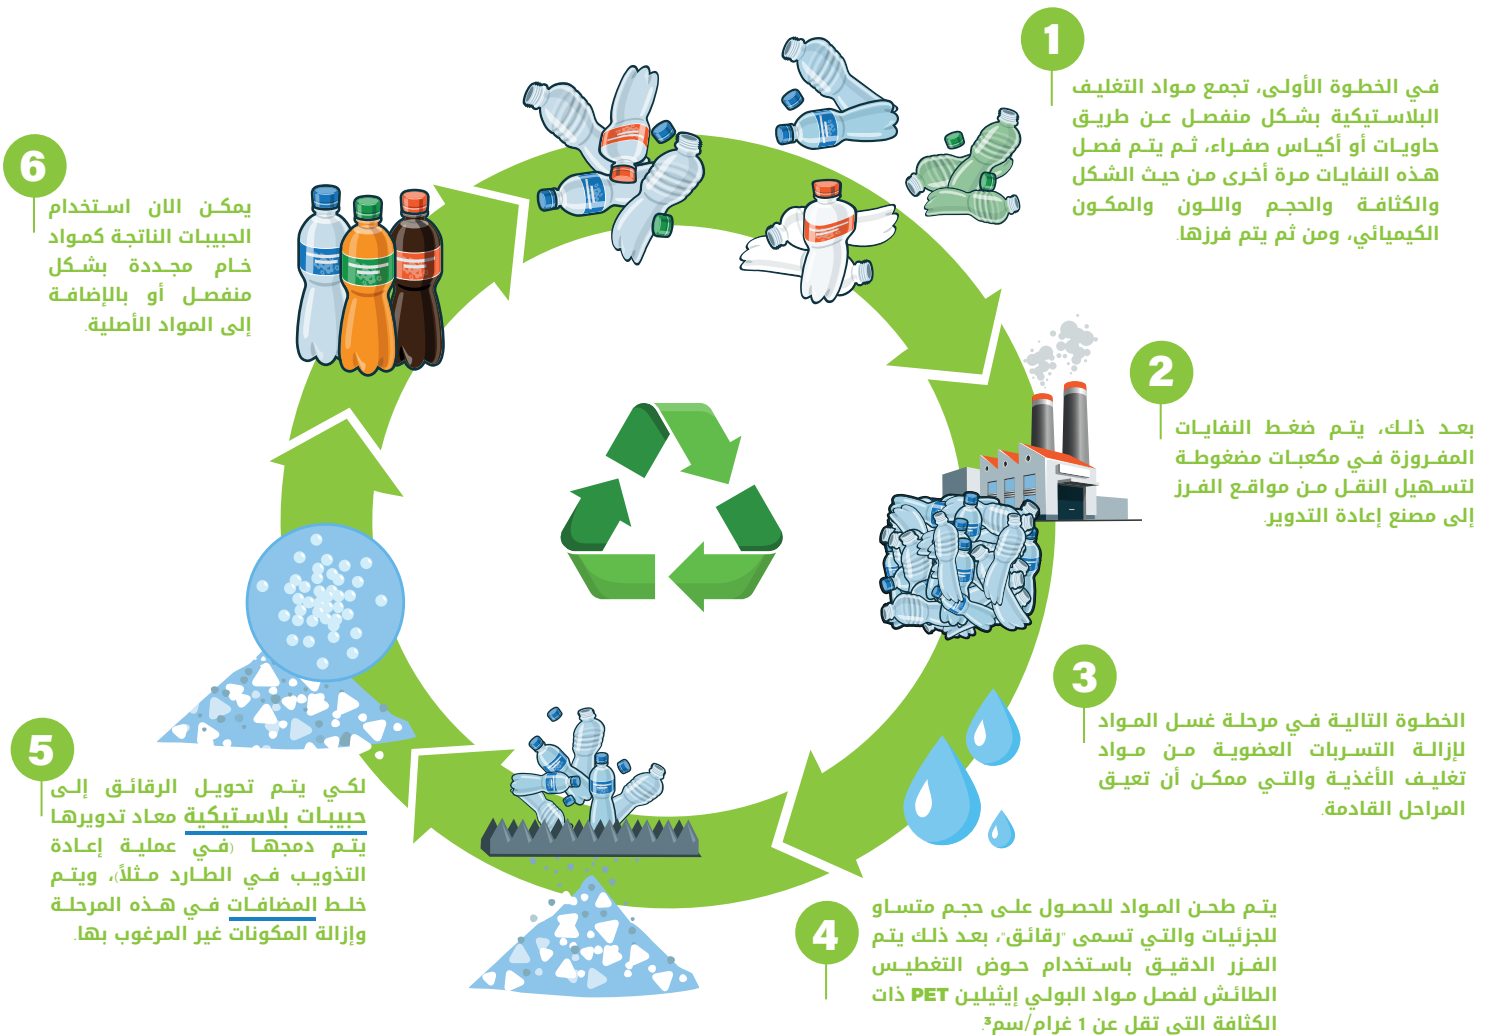 1
في الخطوة الأولى، تجمع مواد التغليف
البلاستيكية بشكل منفصل عن طريق
حاويات أو أكياس صفراء، ثم يتم فصل
هذه النفايات مرة أخرى من حيث الشكل
والكثافة والحجم واللون والمكون
الكيميائي، ومن ثم يتم فرزها.
2
بعد ذلك، يتم ضغط النفايات
المفروزة في مكعبات مضغوطة
لتسهيل النقل من مواقع الفرز
إلى مصنع إعادة التدوير.
3
الخطوة التالية في مرحلة غسل المواد
لإزالة التسربات العضوية من مواد
تغليف الأغذية والتي ممكن أن تعيق
المراحل القادمة.
4
يتم طحن المواد للحصول على حجم متساو
للجزئيات والتي تسمى "رقائق"، بعد ذلك يتم
الفزر الدقيق باستخدام حوض التغطيس
الطائش لفصل مواد البولي إيثيلين PET ذات
الكثافة التي تقل عن 1 غرام/سم³.
5
لكي يتم تحويل الرقائق إلى
حبيبات بلاستيكية معاد تدويرها
يتم دمجها (في عملية إعادة
التذويب في الطارد مثلاً)، ويتم
خلط المضافات في هذه المرحلة
وإزالة المكونات غير المرغوب بها.
6
يمكن الان استخدام
الحبيبات الناتجة كمواد
خام مجددة بشكل
منفصل أو بالإضافة
إلى المواد الأصلية.